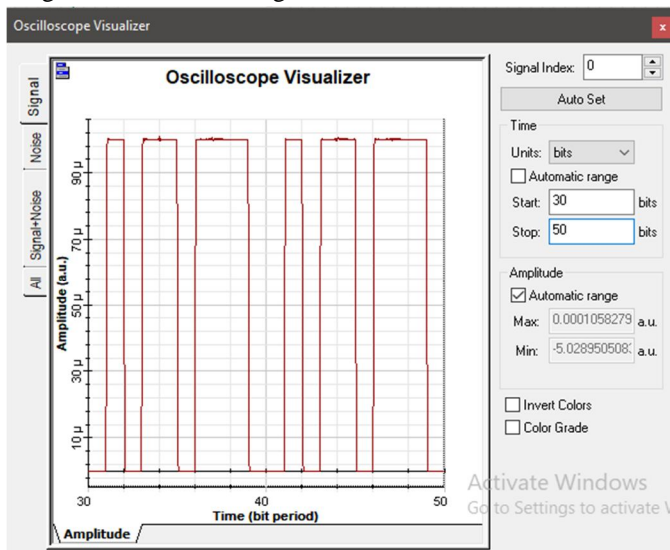 Oscilloscope Visualizer
x
Signal
Noise
Signal+Noise
All
Oscilloscope Visualizer
Amplitude (a.u.)
90 µ
70 µ
50 µ
30 µ
10 µ
30 40 50
Time (bit period)
Amplitude
Signal Index: 0
Auto Set
Time
Units: bits
Automatic range
Start: 30 bits
Stop: 50 bits
Amplitude
Automatic range
Max: 0.0001058279 a.u.
Min: a.u.
Invert Colors
Color Grade
Activate Windows
Go to Settings to activate